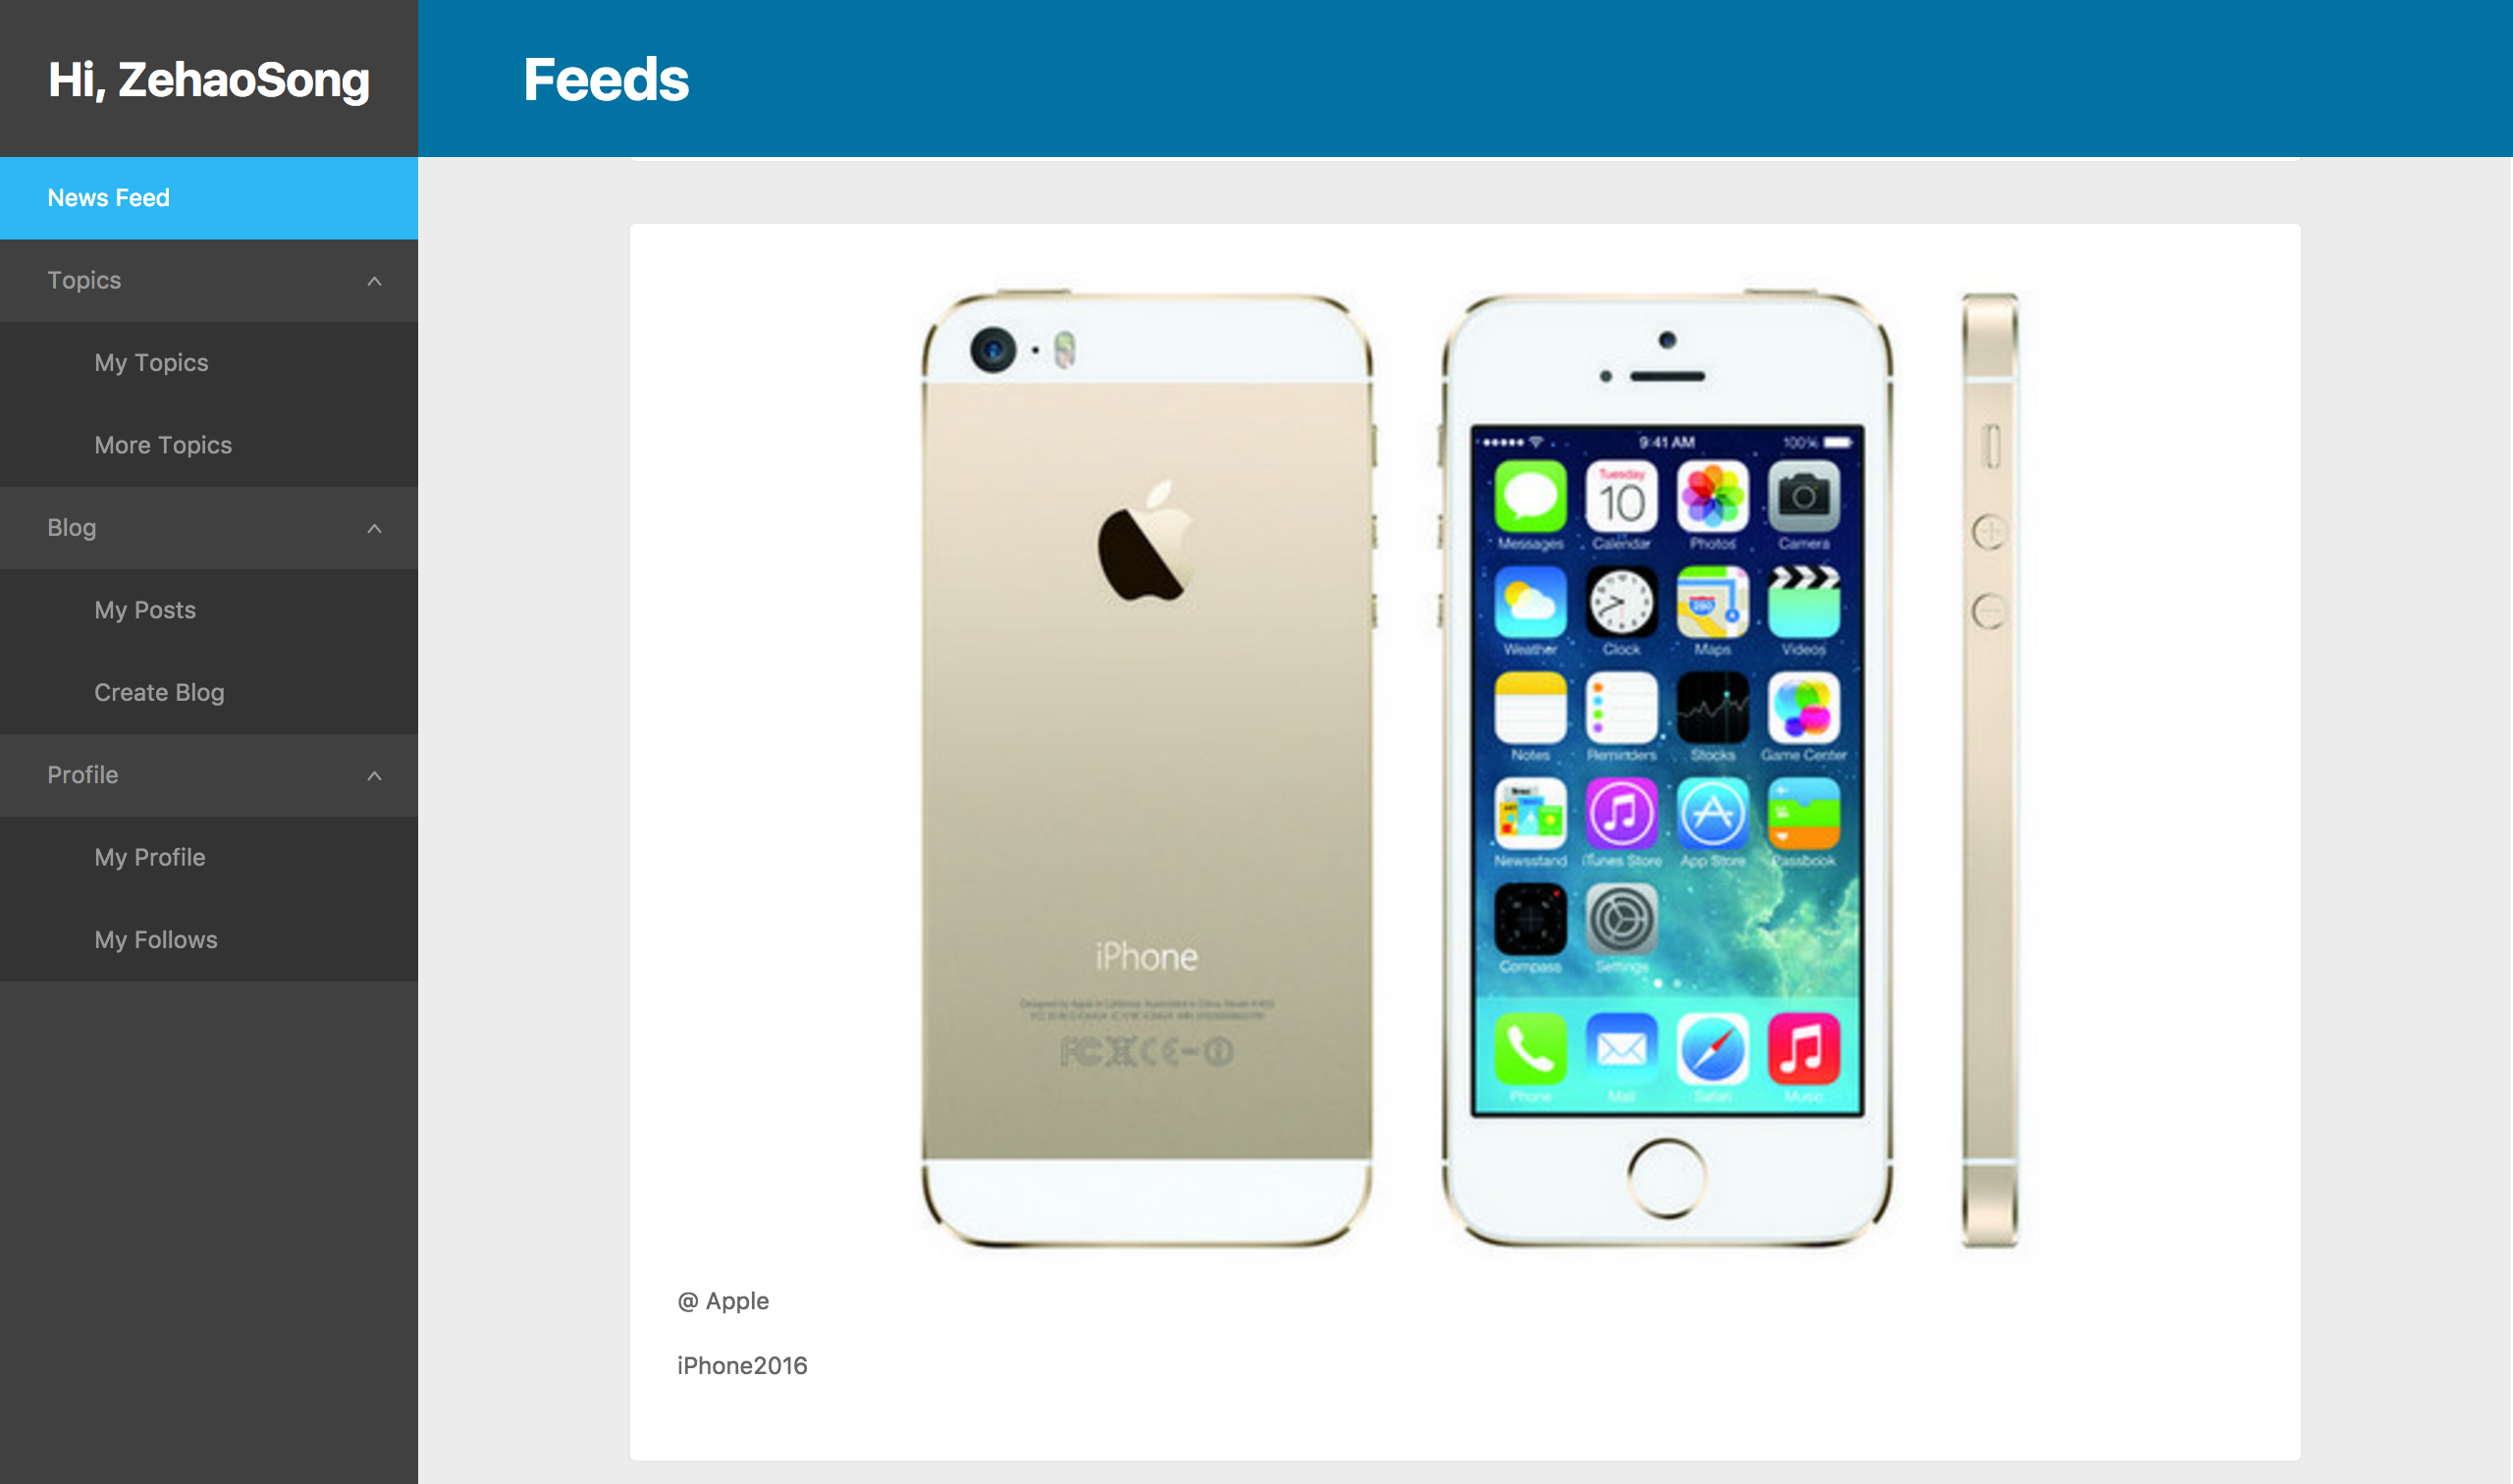 Hi, ZehaoSong
Feeds
News Feed
Topics
My Topics
More Topics
Blog
My Posts
Create Blog
Profile
My Profile
My Follows
iPhone
9:41 AM
100%
Tuesday
10
Messages Calendar Photos Camera
280
Weather Clock Maps Videos
Notes Reminders Stocks Game Center
Newsstand iTunes Store App Store Passbook
Compass Settings
Phone Mail Safari Music
@ Apple
iPhone2016